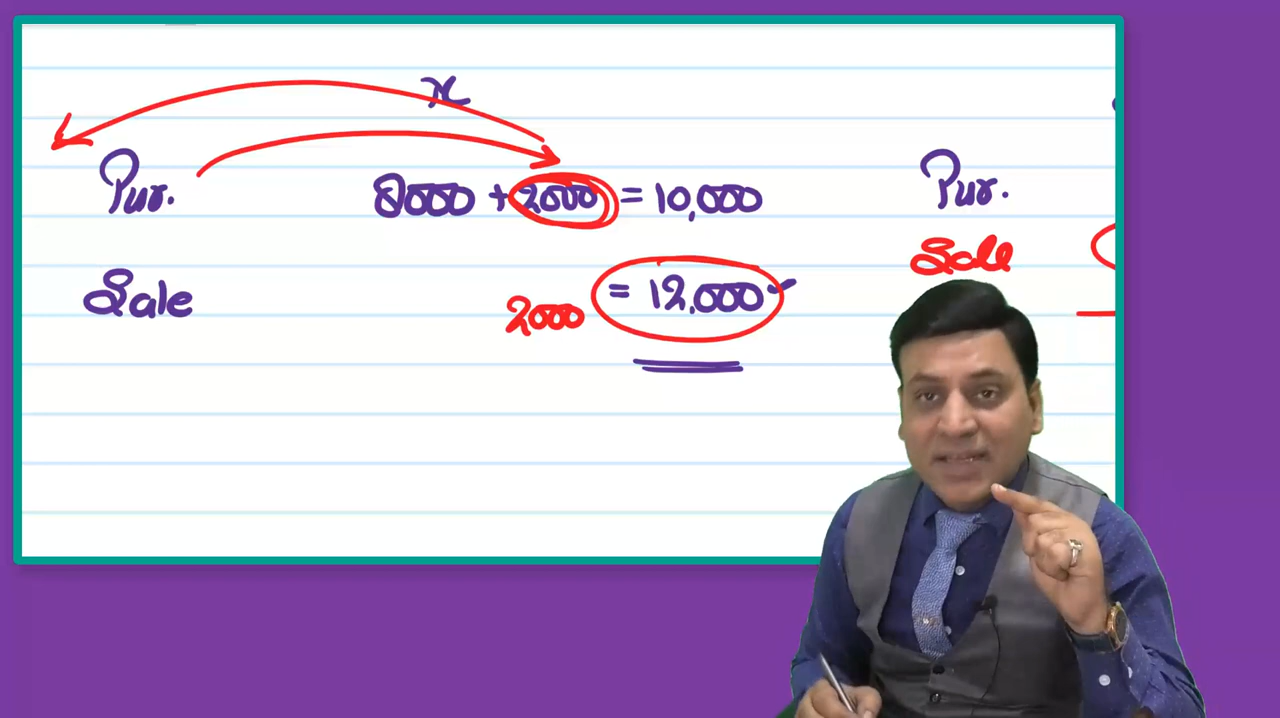 x
Pur. 8000 + 2000 = 10,000 Pur.
Sale
Sale 2000 = 12,000